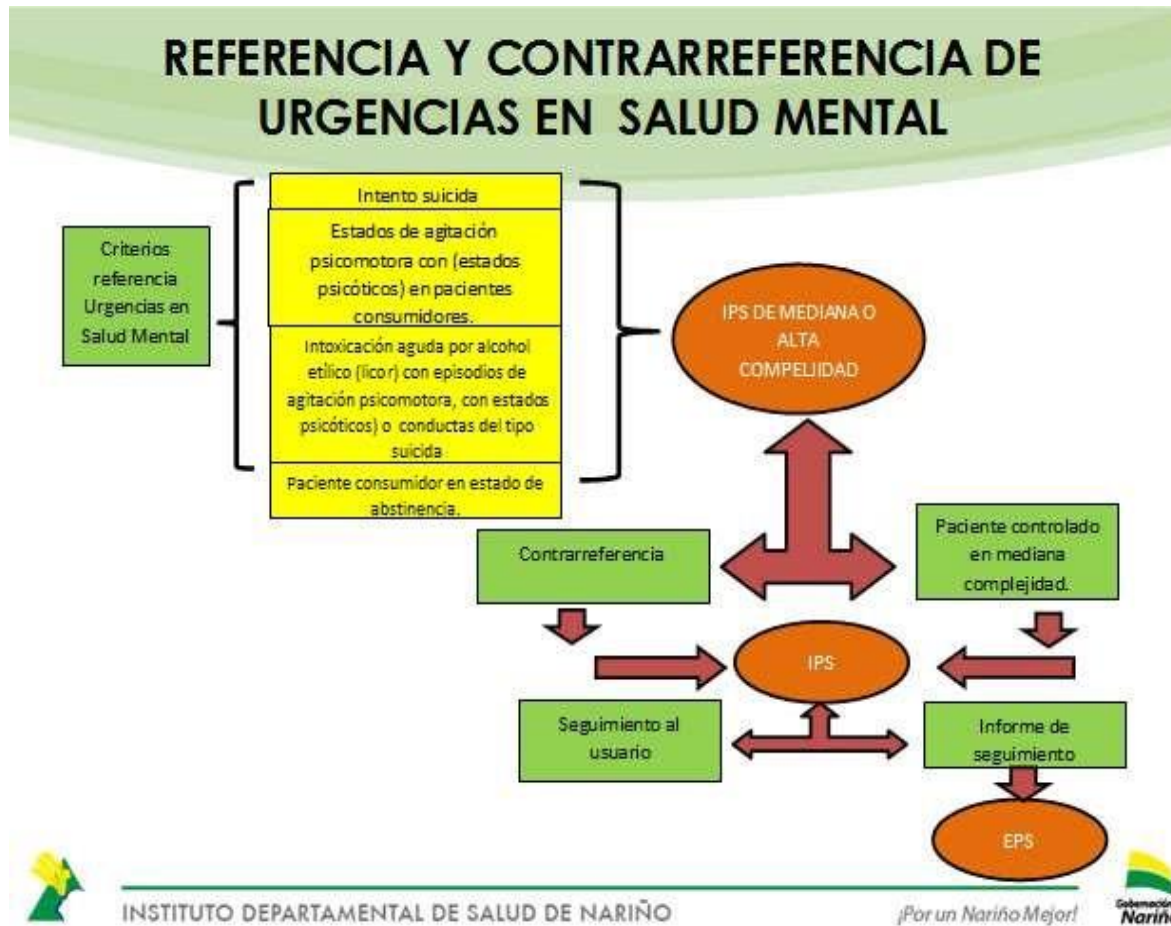 REFERENCIA Y CONTRARREFERENCIA DE
URGENCIAS EN SALUD MENTAL
Criterios
referencia
Urgencias en
Salud Mental
Intento suicida
Estados de agitación
psicomotora con (estados
psicóticos) en pacientes
consumidores.
Intoxicación aguda por alcohol
etílico (licor) con episodios de
agitación psicomotora, con estados
psicóticos) o conductas del tipo
suicida
Paciente consumidor en estado de
abstinencia.
IPS DE MEDIANA O
ALTA
COMPELJIDAD
Contrarreferencia
Paciente controlado
en mediana
complejidad.
IPS
Seguimiento al
usuario
Informe de
seguimiento
EPS
INSTITUTO DEPARTAMENTAL DE SALUD DE NARIÑO
¡Por un Nariño Mejor!
Gobernación
Nariño